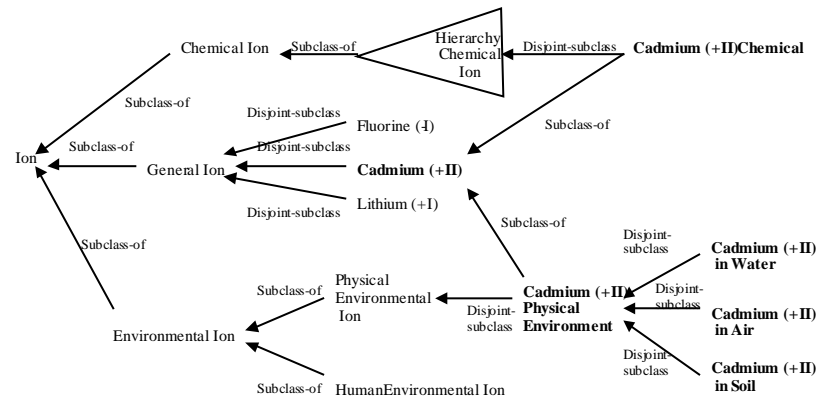 Hierarchy
Chemical
Ion
Chemical Ion
Subclass-of
Disjoint-subclass
Cadmium (+II)Chemical
Subclass-of
Disjoint-subclass
Fluorine (-I)
Subclass-of
Ion
Subclass-of
Disjoint-subclass
General Ion
Cadmium (+II)
Lithium (+I)
Disjoint-subclass
Subclass-of
Subclass-of
Disjoint-
subclass
Cadmium (+II)
in Water
Physical
Environmental
Ion
Subclass-of
Cadmium (+II)
Physical
Environment
Disjoint-
subclass
Disjoint-
subclass
Cadmium (+II)
in Air
Environmental Ion
Disjoint-
subclass
Cadmium (+II)
in Soil
Subclass-of
HumanEnvironmental Ion